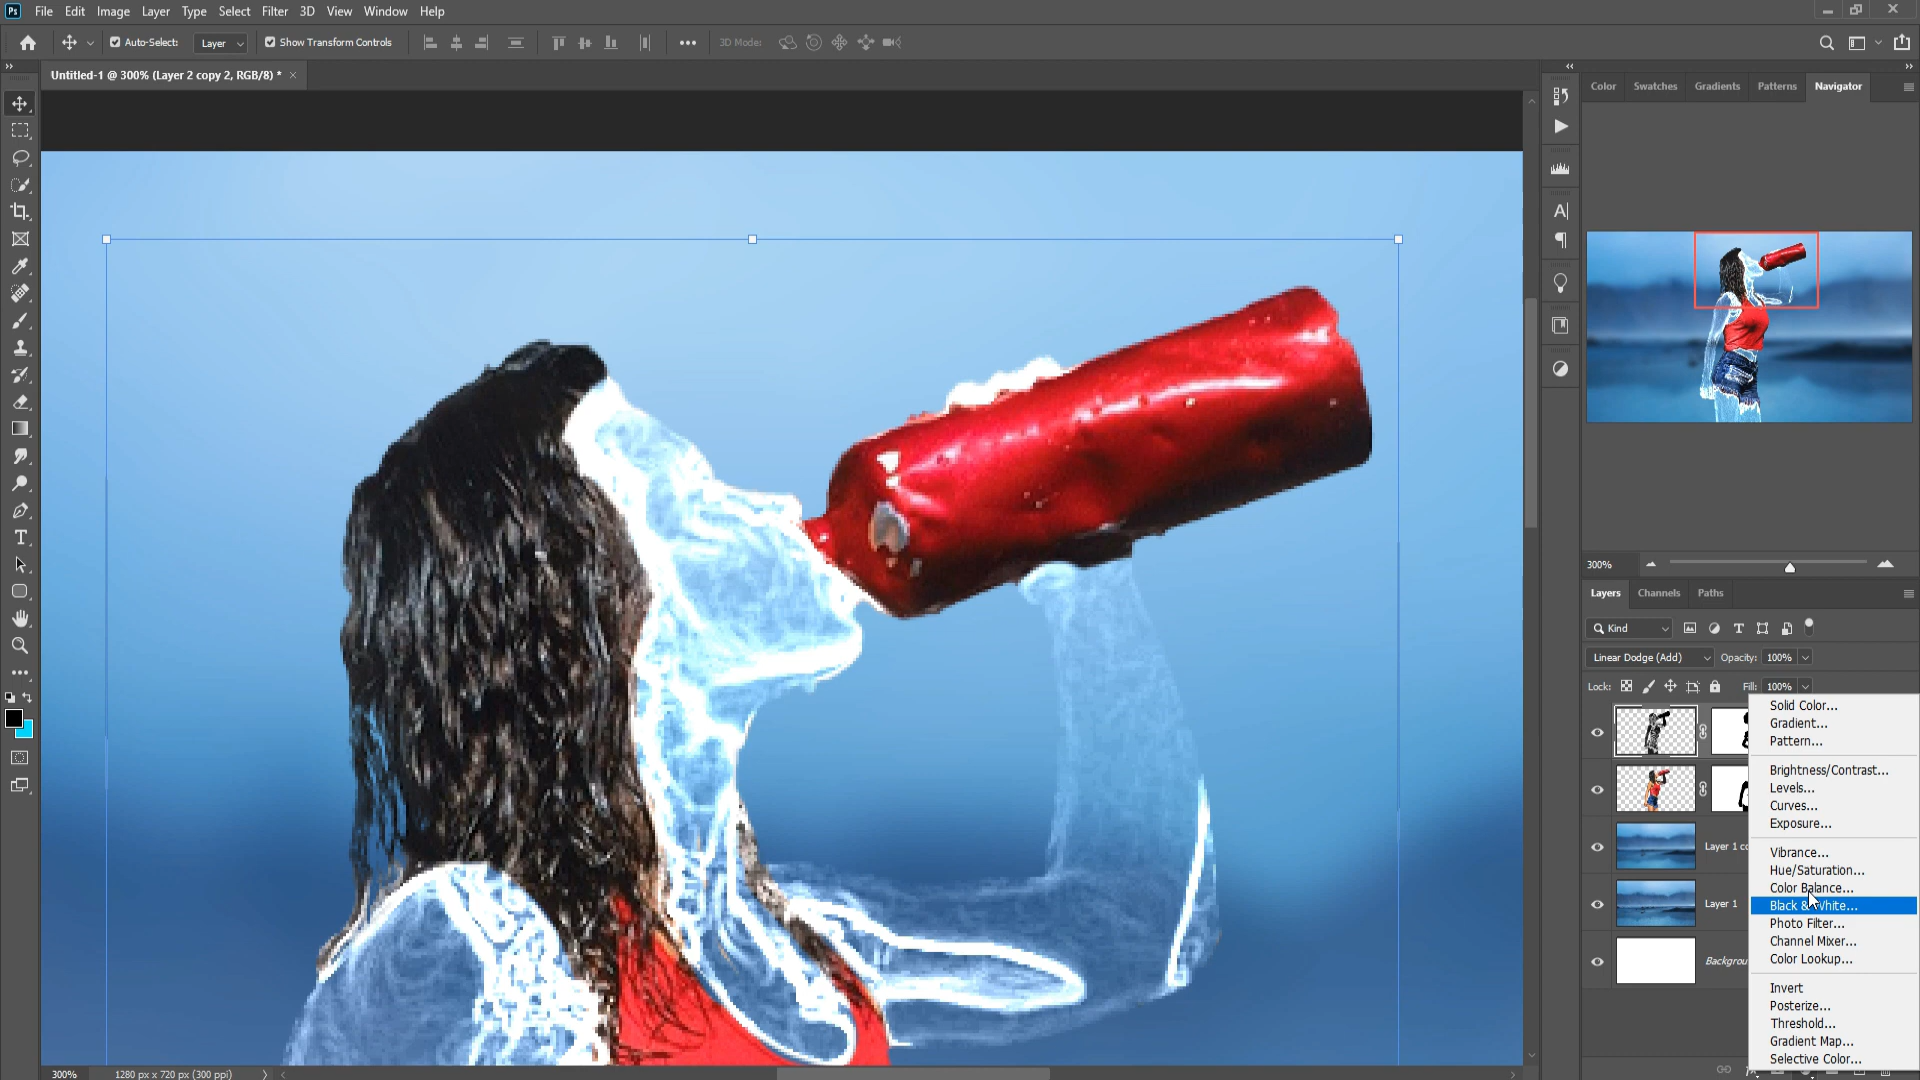 Ps File Edit Image Layer Type Select Filter 3D View Window Help
Auto-Select: Layer Show Transform Controls 3D Mode:
Untitled-1 @ 300% (Layer 2 copy 2, RGB/8) *
Color Swatches Gradients Patterns Navigator
300%
Layers Channels Paths
Kind
Linear Dodge (Add) Opacity: 100%
Lock: Fill: 100%
Solid Color...
Gradient...
Pattern...
Brightness/Contrast...
Levels...
Curves...
Exposure...
Layer 1 co
Vibrance...
Hue/Saturation...
Color Balance...
Layer 1
Black & White...
Photo Filter...
Channel Mixer...
Color Lookup...
Backgrou
Invert
Posterize...
Threshold...
Gradient Map...
Selective Color...
300% 1280 px x 720 px (300 ppi)